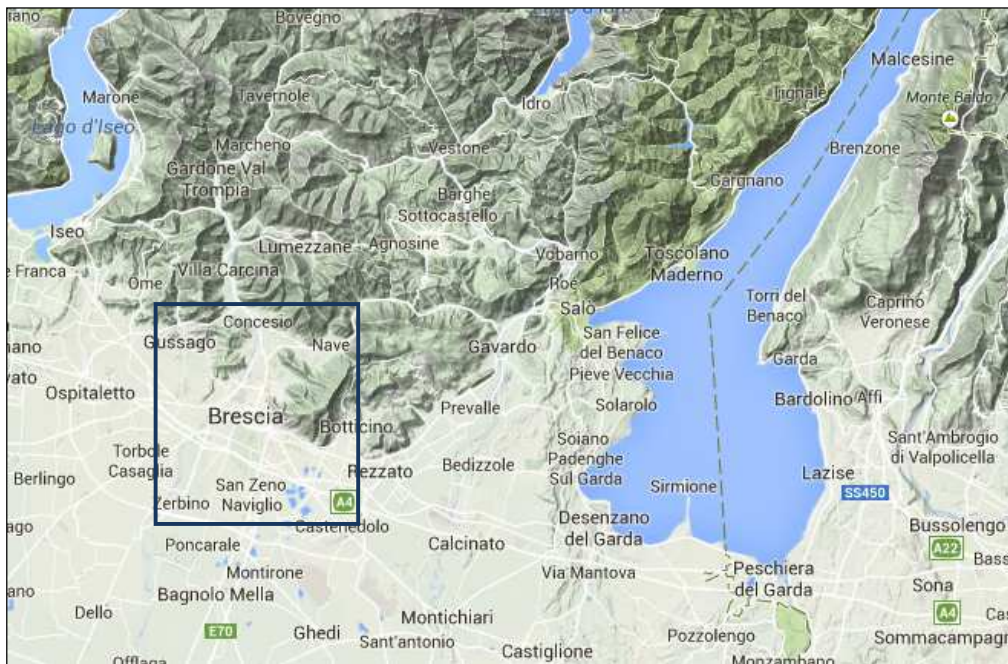 Bovegno
Malcesine
Marone
Tavernole
Idro
Tignale
Monte Baldo
Lago d'Iseo
Marcheno
Vestone
Brenzone
Gardone Val
Trompia
Gargnano
Barghe
Sottocastello
Iseo
Lumezzane
Agnosine
Vobarno
Toscolano
Maderno
e Franca
Villa Carcina
Ome
Roè
Torri del
Benaco
Caprino
Veronese
Salò
Concesio
San Felice
del Benaco
Gussago
Nave
Gavardo
Pieve Vecchia
Garda
Ospitaletto
Bardolino
Affi
Brescia
Prevalle
Solarolo
Botticino
Sant'Ambrogio
di Valpolicella
Torbole
Casaglia
Soiano
Padenghe
Sul Garda
Berlingo
Rezzato
Bedizzole
Lazise
San Zeno
Naviglio
Sirmione
SS450
Zerbino
A4
Castenedolo
Desenzano
del Garda
Bussolengo
Poncarale
Calcinato
A22
Bass
Montirone
Via Mantova
Peschiera
del Garda
Bagnolo Mella
Sona
Dello
Montichiari
A4
Cas
E70
Ghedi
Sant'antonio
Pozzolengo
Sommacampagn
Castiglione
Monzambano
Offlaga